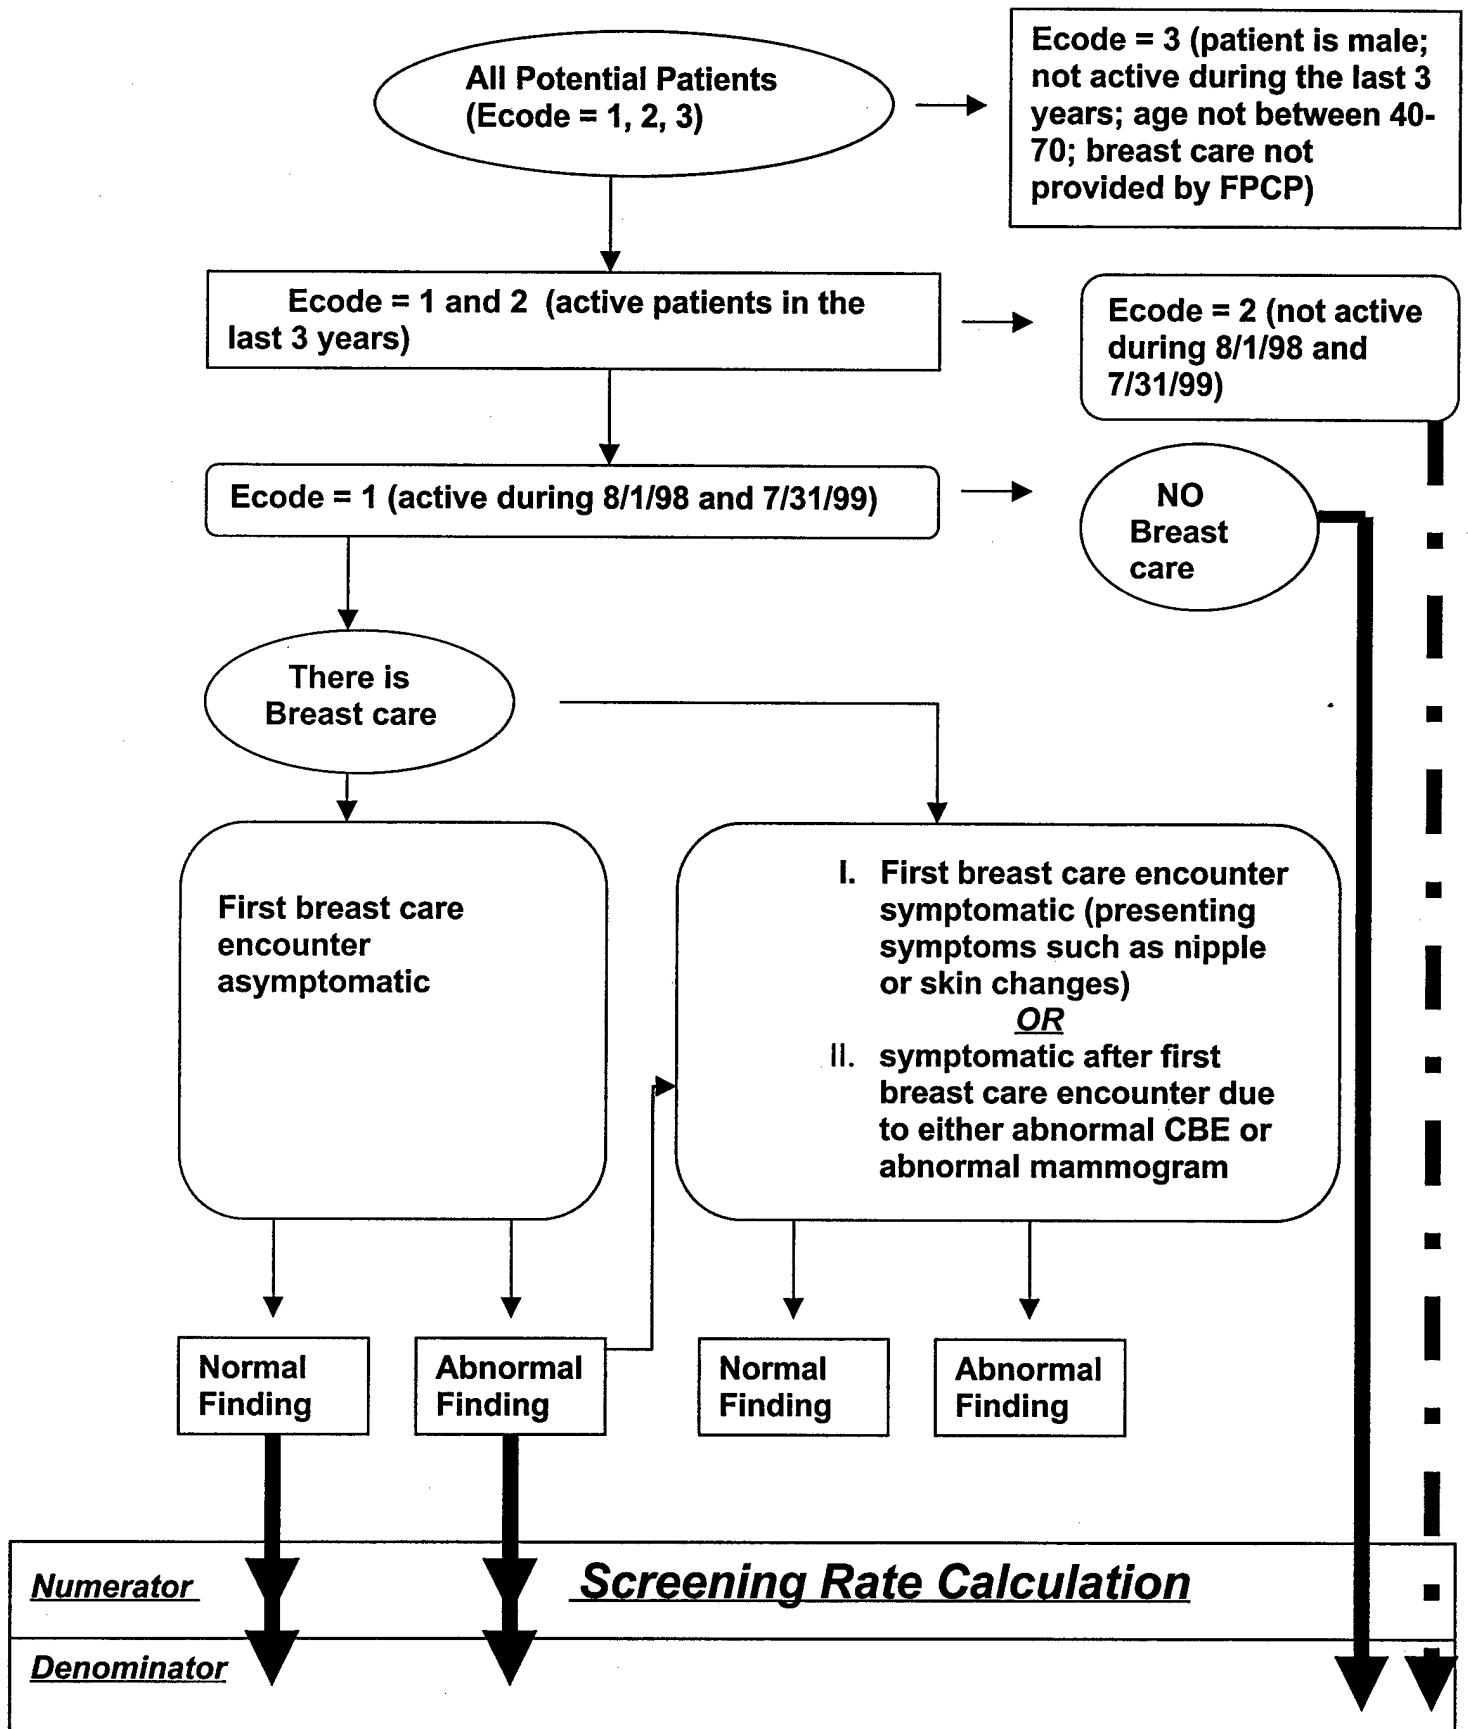 All Potential Patients
(Ecode = 1, 2, 3)
Ecode = 3 (patient is male;
not active during the last 3
years; age not between 40-
70; breast care not
provided by FPCP)
Ecode = 1 and 2 (active patients in the
last 3 years)
Ecode = 2 (not active
during 8/1/98 and
7/31/99)
Ecode = 1 (active during 8/1/98 and 7/31/99)
NO
Breast
care
There is
Breast care
First breast care
encounter
asymptomatic
I. First breast care encounter
symptomatic (presenting
symptoms such as nipple
or skin changes)
OR
II. symptomatic after first
breast care encounter due
to either abnormal CBE or
abnormal mammogram
Normal
Finding
Abnormal
Finding
Normal
Finding
Abnormal
Finding
Numerator
Screening Rate Calculation
Denominator